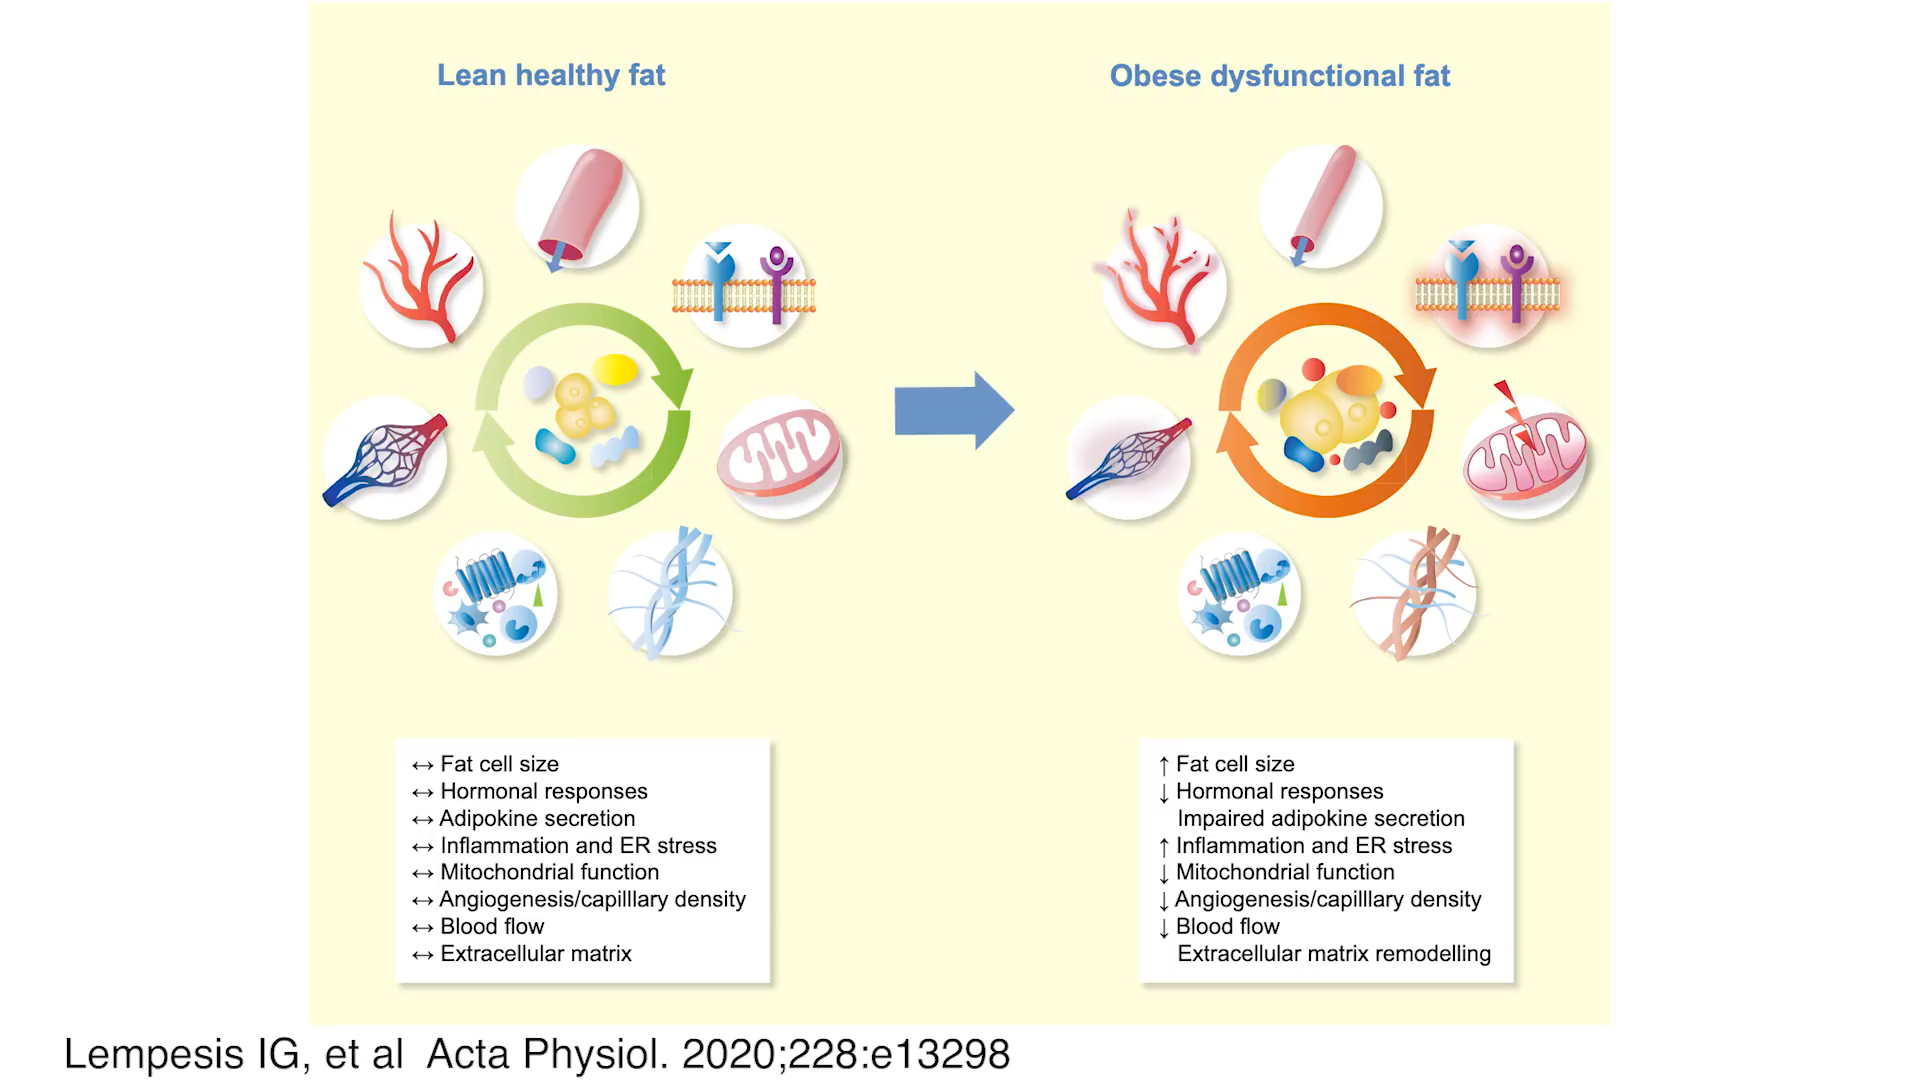 Lean healthy fat
Obese dysfunctional fat
↔ Fat cell size
↔ Hormonal responses
↔ Adipokine secretion
↔ Inflammation and ER stress
↔ Mitochondrial function
↔ Angiogenesis/capilllary density
↔ Blood flow
↔ Extracellular matrix
↑ Fat cell size
↓ Hormonal responses
Impaired adipokine secretion
↑ Inflammation and ER stress
↓ Mitochondrial function
↓ Angiogenesis/capilllary density
↓ Blood flow
Extracellular matrix remodelling
Lempesis IG, et al  Acta Physiol. 2020;228:e13298